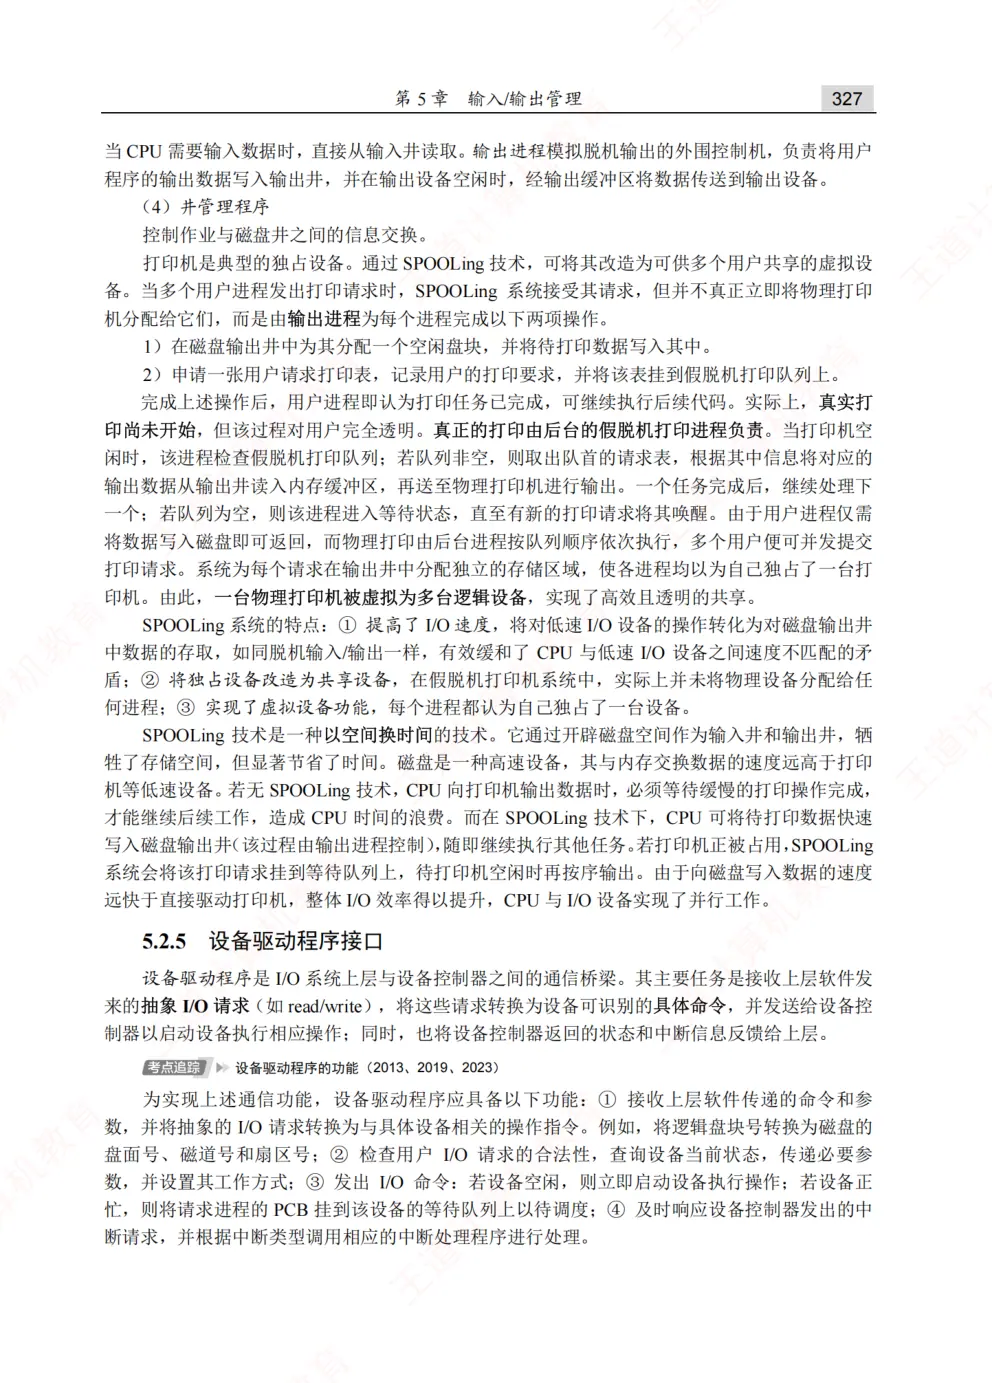 第 5 章 输入/输出管理 327
当 CPU 需要输入数据时，直接从输入井读取。输出进程模拟脱机输出的外围控制机，负责将用户
程序的输出数据写入输出井，并在输出设备空闲时，经输出缓冲区将数据传送到输出设备。
（4）井管理程序
控制作业与磁盘井之间的信息交换。
打印机是典型的独占设备。通过 SPOOLing 技术，可将其改造为可供多个用户共享的虚拟设
备。当多个用户进程发出打印请求时，SPOOLing 系统接受其请求，但并不真正立即将物理打印
机分配给它们，而是由输出进程为每个进程完成以下两项操作。
1）在磁盘输出井中为其分配一个空闲盘块，并将待打印数据写入其中。
2）申请一张用户请求打印表，记录用户的打印要求，并将该表挂到假脱机打印队列上。
完成上述操作后，用户进程即认为打印任务已完成，可继续执行后续代码。实际上，真实打
印尚未开始，但该过程对用户完全透明。真正的打印由后台的假脱机打印进程负责。当打印机空
闲时，该进程检查假脱机打印队列；若队列非空，则取出队首的请求表，根据其中信息将对应的
输出数据从输出井读入内存缓冲区，再送至物理打印机进行输出。一个任务完成后，继续处理下
一个；若队列为空，则该进程进入等待状态，直至有新的打印请求将其唤醒。由于用户进程仅需
将数据写入磁盘即可返回，而物理打印由后台进程按队列顺序依次执行，多个用户便可并发提交
打印请求。系统为每个请求在输出井中分配独立的存储区域，使各进程均以为自己独占了一台打
印机。由此，一台物理打印机被虚拟为多台逻辑设备，实现了高效且透明的共享。
SPOOLing 系统的特点：① 提高了 I/O 速度，将对低速 I/O 设备的操作转化为对磁盘输出井
中数据的存取，如同脱机输入/输出一样，有效缓和了 CPU 与低速 I/O 设备之间速度不匹配的矛
盾；② 将独占设备改造为共享设备，在假脱机打印机系统中，实际上并未将物理设备分配给任
何进程；③ 实现了虚拟设备功能，每个进程都认为自己独占了一台设备。
SPOOLing 技术是一种以空间换时间的技术。它通过开辟磁盘空间作为输入井和输出井，牺
牲了存储空间，但显著节省了时间。磁盘是一种高速设备，其与内存交换数据的速度远高于打印
机等低速设备。若无 SPOOLing 技术，CPU 向打印机输出数据时，必须等待缓慢的打印操作完成，
才能继续后续工作，造成 CPU 时间的浪费。而在 SPOOLing 技术下，CPU 可将待打印数据快速
写入磁盘输出井（该过程由输出进程控制），随即继续执行其他任务。若打印机正被占用，SPOOLing
系统会将该打印请求挂到等待队列上，待打印机空闲时再按序输出。由于向磁盘写入数据的速度
远快于直接驱动打印机，整体 I/O 效率得以提升，CPU 与 I/O 设备实现了并行工作。
5.2.5 设备驱动程序接口
设备驱动程序是 I/O 系统上层与设备控制器之间的通信桥梁。其主要任务是接收上层软件发
来的抽象 I/O 请求（如 read/write），将这些请求转换为设备可识别的具体命令，并发送给设备控
制器以启动设备执行相应操作；同时，也将设备控制器返回的状态和中断信息反馈给上层。
考点追踪 设备驱动程序的功能（2013、2019、2023）
为实现上述通信功能，设备驱动程序应具备以下功能：① 接收上层软件传递的命令和参
数，并将抽象的 I/O 请求转换为与具体设备相关的操作指令。例如，将逻辑盘块号转换为磁盘的
盘面号、磁道号和扇区号；② 检查用户 I/O 请求的合法性，查询设备当前状态，传递必要参
数，并设置其工作方式；③ 发出 I/O 命令：若设备空闲，则立即启动设备执行操作；若设备正
忙，则将请求进程的 PCB 挂到该设备的等待队列上以待调度；④ 及时响应设备控制器发出的中
断请求，并根据中断类型调用相应的中断处理程序进行处理。